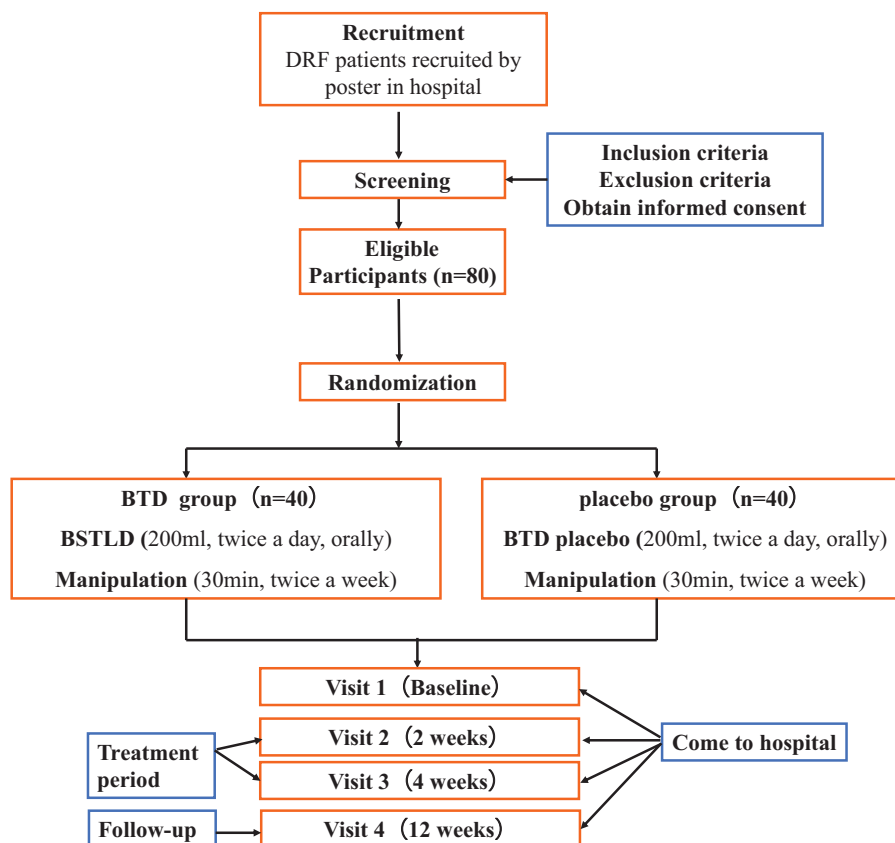 Recruitment
DRF patients recruited by
poster in hospital
Screening
Inclusion criteria
Exclusion criteria
Obtain informed consent
Eligible
Participants (n=80)
Randomization
BTD group（n=40）
BSTLD (200ml, twice a day, orally)
Manipulation (30min, twice a week)
placebo group（n=40）
BTD placebo (200ml, twice a day, orally)
Manipulation (30min, twice a week)
Visit 1（Baseline）
Visit 2（2 weeks）
Visit 3（4 weeks）
Visit 4（12 weeks）
Treatment
period
Follow-up
Come to hospital